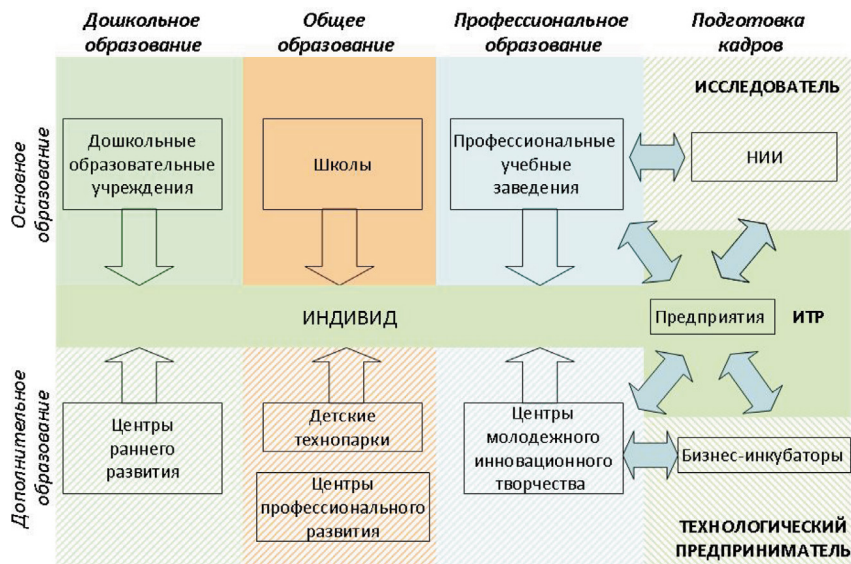 Дошкольное
образование
Общее
образование
Профессиональное
образование
Подготовка
кадров
Основное
образование
Дошкольные
образовательные
учреждения
Школы
Профессиональные
учебные
заведения
ИССЛЕДОВАТЕЛЬ
НИИ
ИНДИВИД
Предприятия
ИТР
Дополнительное
образование
Центры
раннего
развития
Детские
технопарки
Центры
профессионального
развития
Центры
молодежного
инновационного
творчества
Бизнес-инкубаторы
ТЕХНОЛОГИЧЕСКИЙ
ПРЕДПРИНИМАТЕЛЬ